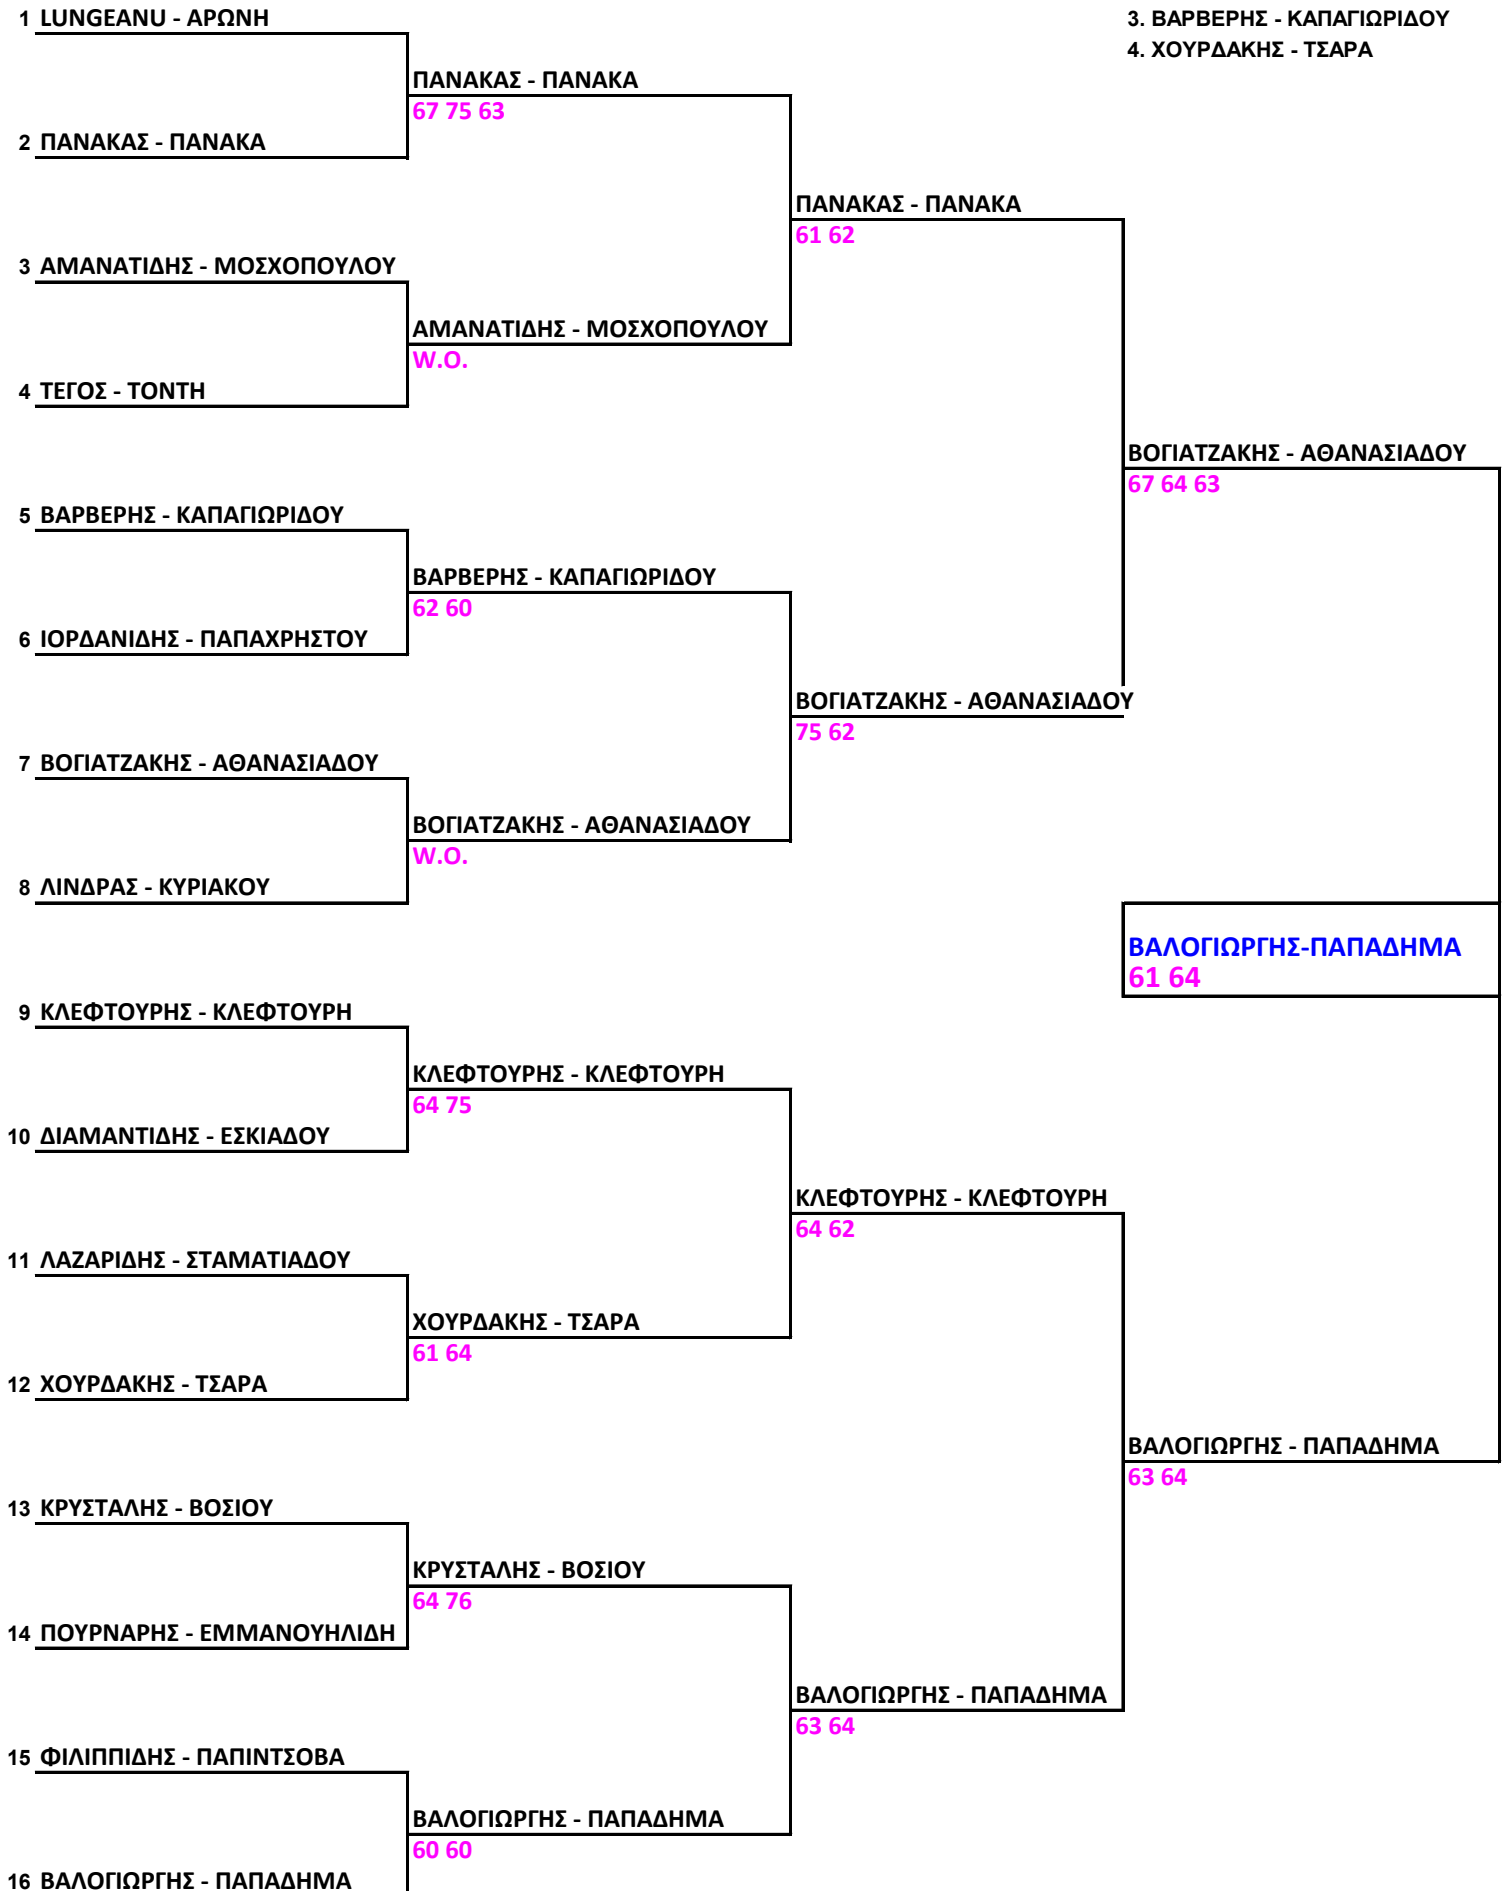 1 LUNGEANU - ΑΡΩΝΗ
3. ΒΑΡΒΕΡΗΣ - ΚΑΠΑΓΙΩΡΙΔΟΥ
4. ΧΟΥΡΔΑΚΗΣ - ΤΣΑΡΑ
ΠΑΝΑΚΑΣ - ΠΑΝΑΚΑ
67 75 63
2 ΠΑΝΑΚΑΣ - ΠΑΝΑΚΑ
ΠΑΝΑΚΑΣ - ΠΑΝΑΚΑ
61 62
3 ΑΜΑΝΑΤΙΔΗΣ - ΜΟΣΧΟΠΟΥΛΟΥ
ΑΜΑΝΑΤΙΔΗΣ - ΜΟΣΧΟΠΟΥΛΟΥ
W.O.
4 ΤΕΓΟΣ - ΤΟΝΤΗ
ΒΟΓΙΑΤΖΑΚΗΣ - ΑΘΑΝΑΣΙΑΔΟΥ
67 64 63
5 ΒΑΡΒΕΡΗΣ - ΚΑΠΑΓΙΩΡΙΔΟΥ
ΒΑΡΒΕΡΗΣ - ΚΑΠΑΓΙΩΡΙΔΟΥ
62 60
6 ΙΟΡΔΑΝΙΔΗΣ - ΠΑΠΑΧΡΗΣΤΟΥ
ΒΟΓΙΑΤΖΑΚΗΣ - ΑΘΑΝΑΣΙΑΔΟΥ
75 62
7 ΒΟΓΙΑΤΖΑΚΗΣ - ΑΘΑΝΑΣΙΑΔΟΥ
ΒΟΓΙΑΤΖΑΚΗΣ - ΑΘΑΝΑΣΙΑΔΟΥ
W.O.
8 ΛΙΝΔΡΑΣ - ΚΥΡΙΑΚΟΥ
ΒΑΛΟΓΙΩΡΓΗΣ-ΠΑΠΑΔΗΜΑ
61 64
9 ΚΛΕΦΤΟΥΡΗΣ - ΚΛΕΦΤΟΥΡΗ
ΚΛΕΦΤΟΥΡΗΣ - ΚΛΕΦΤΟΥΡΗ
64 75
10 ΔΙΑΜΑΝΤΙΔΗΣ - ΕΣΚΙΑΔΟΥ
ΚΛΕΦΤΟΥΡΗΣ - ΚΛΕΦΤΟΥΡΗ
64 62
11 ΛΑΖΑΡΙΔΗΣ - ΣΤΑΜΑΤΙΑΔΟΥ
ΧΟΥΡΔΑΚΗΣ - ΤΣΑΡΑ
61 64
12 ΧΟΥΡΔΑΚΗΣ - ΤΣΑΡΑ
ΒΑΛΟΓΙΩΡΓΗΣ - ΠΑΠΑΔΗΜΑ
63 64
13 ΚΡΥΣΤΑΛΗΣ - ΒΟΣΙΟΥ
ΚΡΥΣΤΑΛΗΣ - ΒΟΣΙΟΥ
64 76
14 ΠΟΥΡΝΑΡΗΣ - ΕΜΜΑΝΟΥΗΛΙΔΗ
ΒΑΛΟΓΙΩΡΓΗΣ - ΠΑΠΑΔΗΜΑ
63 64
15 ΦΙΛΙΠΠΙΔΗΣ - ΠΑΠΙΝΤΣΟΒΑ
ΒΑΛΟΓΙΩΡΓΗΣ - ΠΑΠΑΔΗΜΑ
60 60
16 ΒΑΛΟΓΙΩΡΓΗΣ - ΠΑΠΑΔΗΜΑ